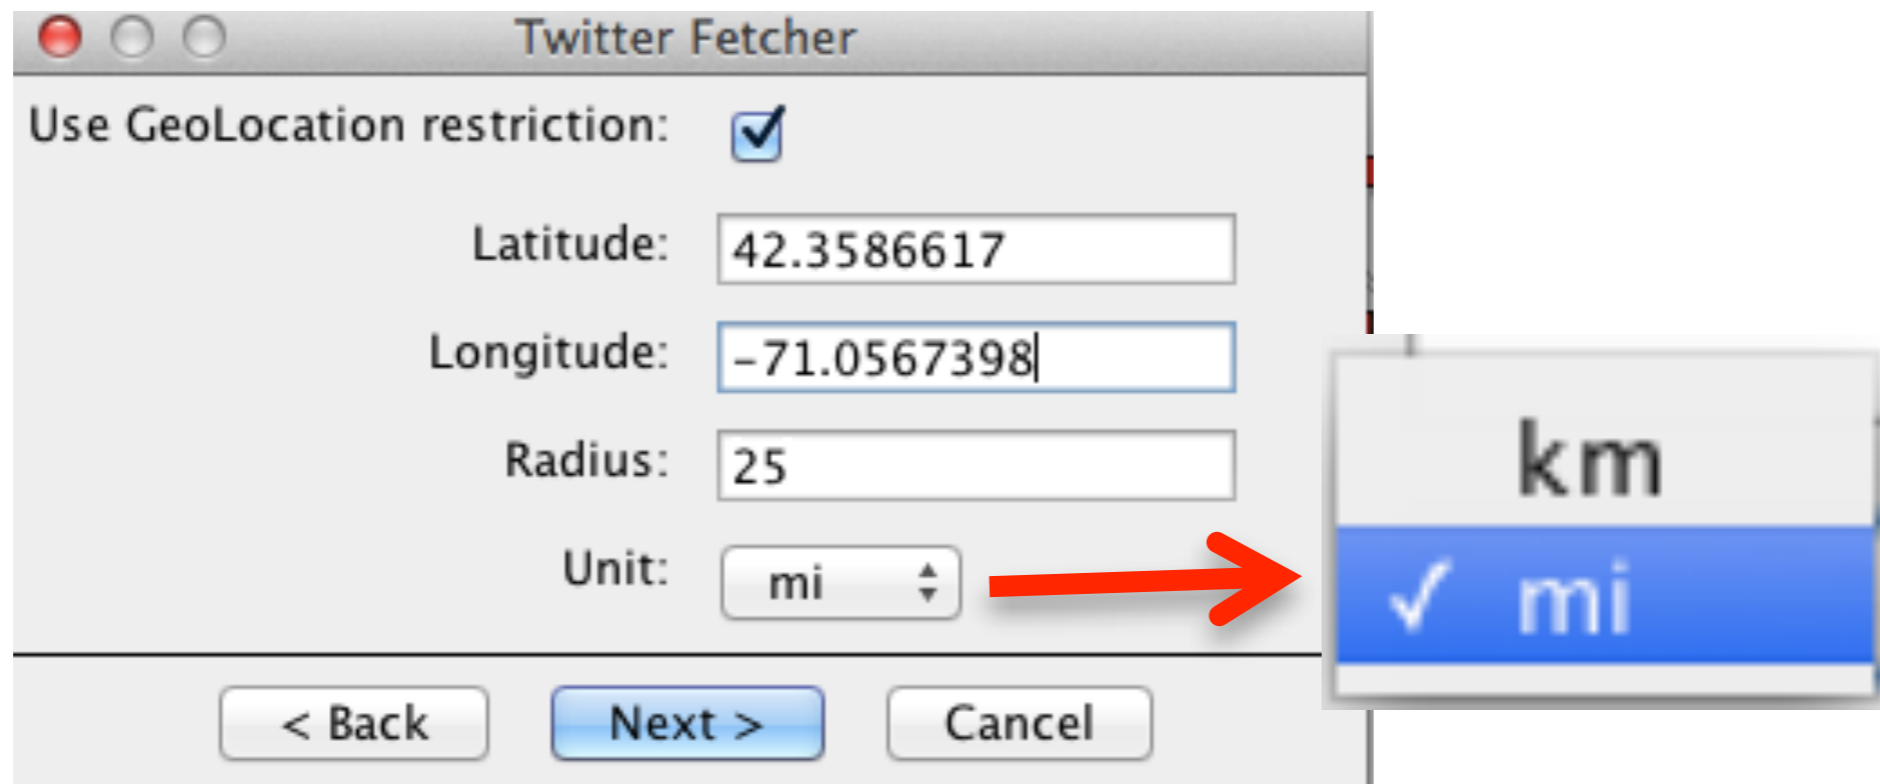 Twitter Fetcher
Use GeoLocation restriction:
Latitude: 42.3586617
Longitude: -71.0567398
Radius: 25
Unit: mi
km
✓ mi
< Back Next > Cancel